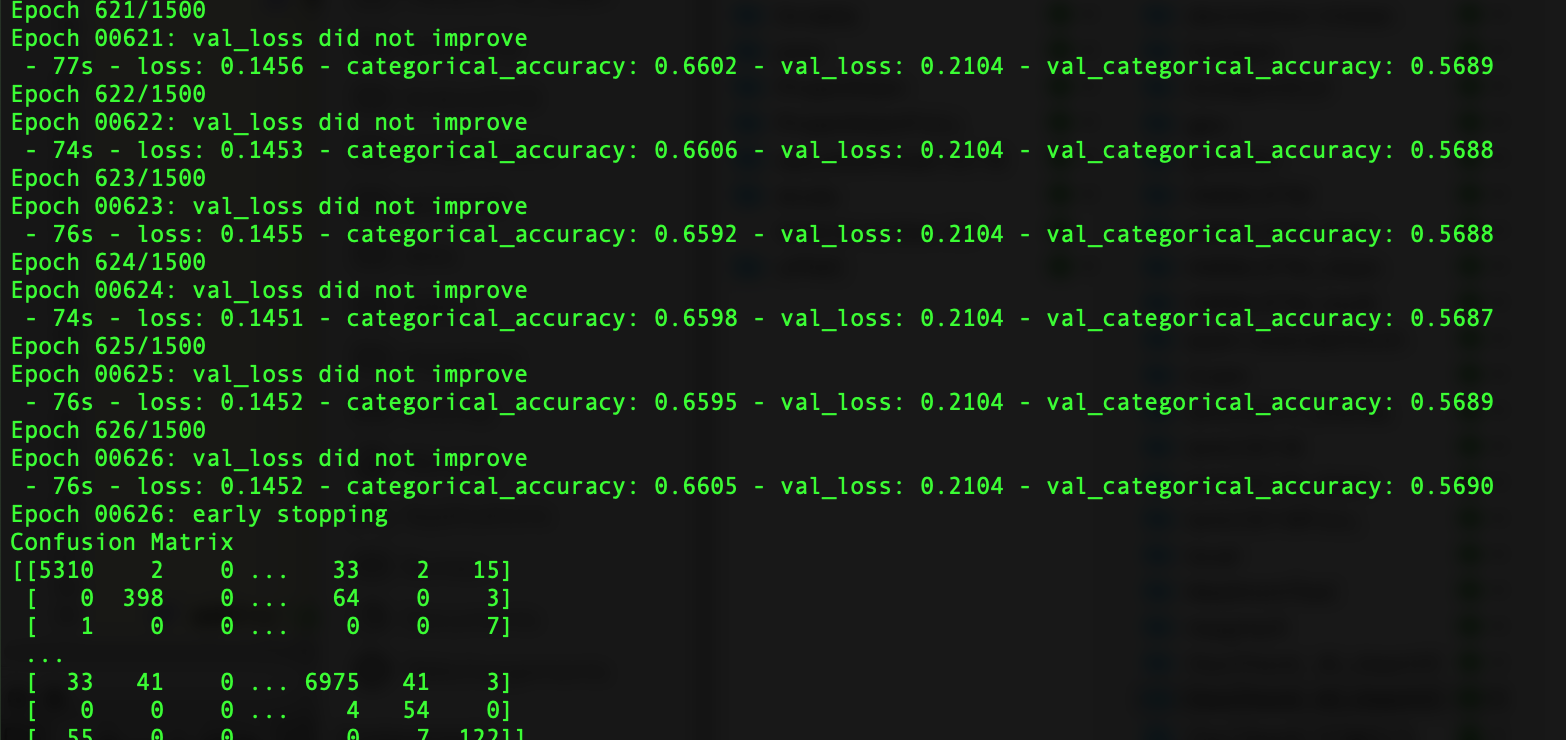 Epoch 621/1500
Epoch 00621: val_loss did not improve
 - 77s - loss: 0.1456 - categorical_accuracy: 0.6602 - val_loss: 0.2104 - val_categorical_accuracy: 0.5689
Epoch 622/1500
Epoch 00622: val_loss did not improve
 - 74s - loss: 0.1453 - categorical_accuracy: 0.6606 - val_loss: 0.2104 - val_categorical_accuracy: 0.5688
Epoch 623/1500
Epoch 00623: val_loss did not improve
 - 76s - loss: 0.1455 - categorical_accuracy: 0.6592 - val_loss: 0.2104 - val_categorical_accuracy: 0.5688
Epoch 624/1500
Epoch 00624: val_loss did not improve
 - 74s - loss: 0.1451 - categorical_accuracy: 0.6598 - val_loss: 0.2104 - val_categorical_accuracy: 0.5687
Epoch 625/1500
Epoch 00625: val_loss did not improve
 - 76s - loss: 0.1452 - categorical_accuracy: 0.6595 - val_loss: 0.2104 - val_categorical_accuracy: 0.5689
Epoch 626/1500
Epoch 00626: val_loss did not improve
 - 76s - loss: 0.1452 - categorical_accuracy: 0.6605 - val_loss: 0.2104 - val_categorical_accuracy: 0.5690
Epoch 00626: early stopping
Confusion Matrix
[[5310    2    0 ...   33    2   15]
 [   0  398    0 ...   64    0    3]
 [   1    0    0 ...    0    0    7]
 ...
 [  33   41    0 ... 6975   41    3]
 [   0    0    0 ...    4   54    0]
 [  55    0    0 ...    0    7  122]]